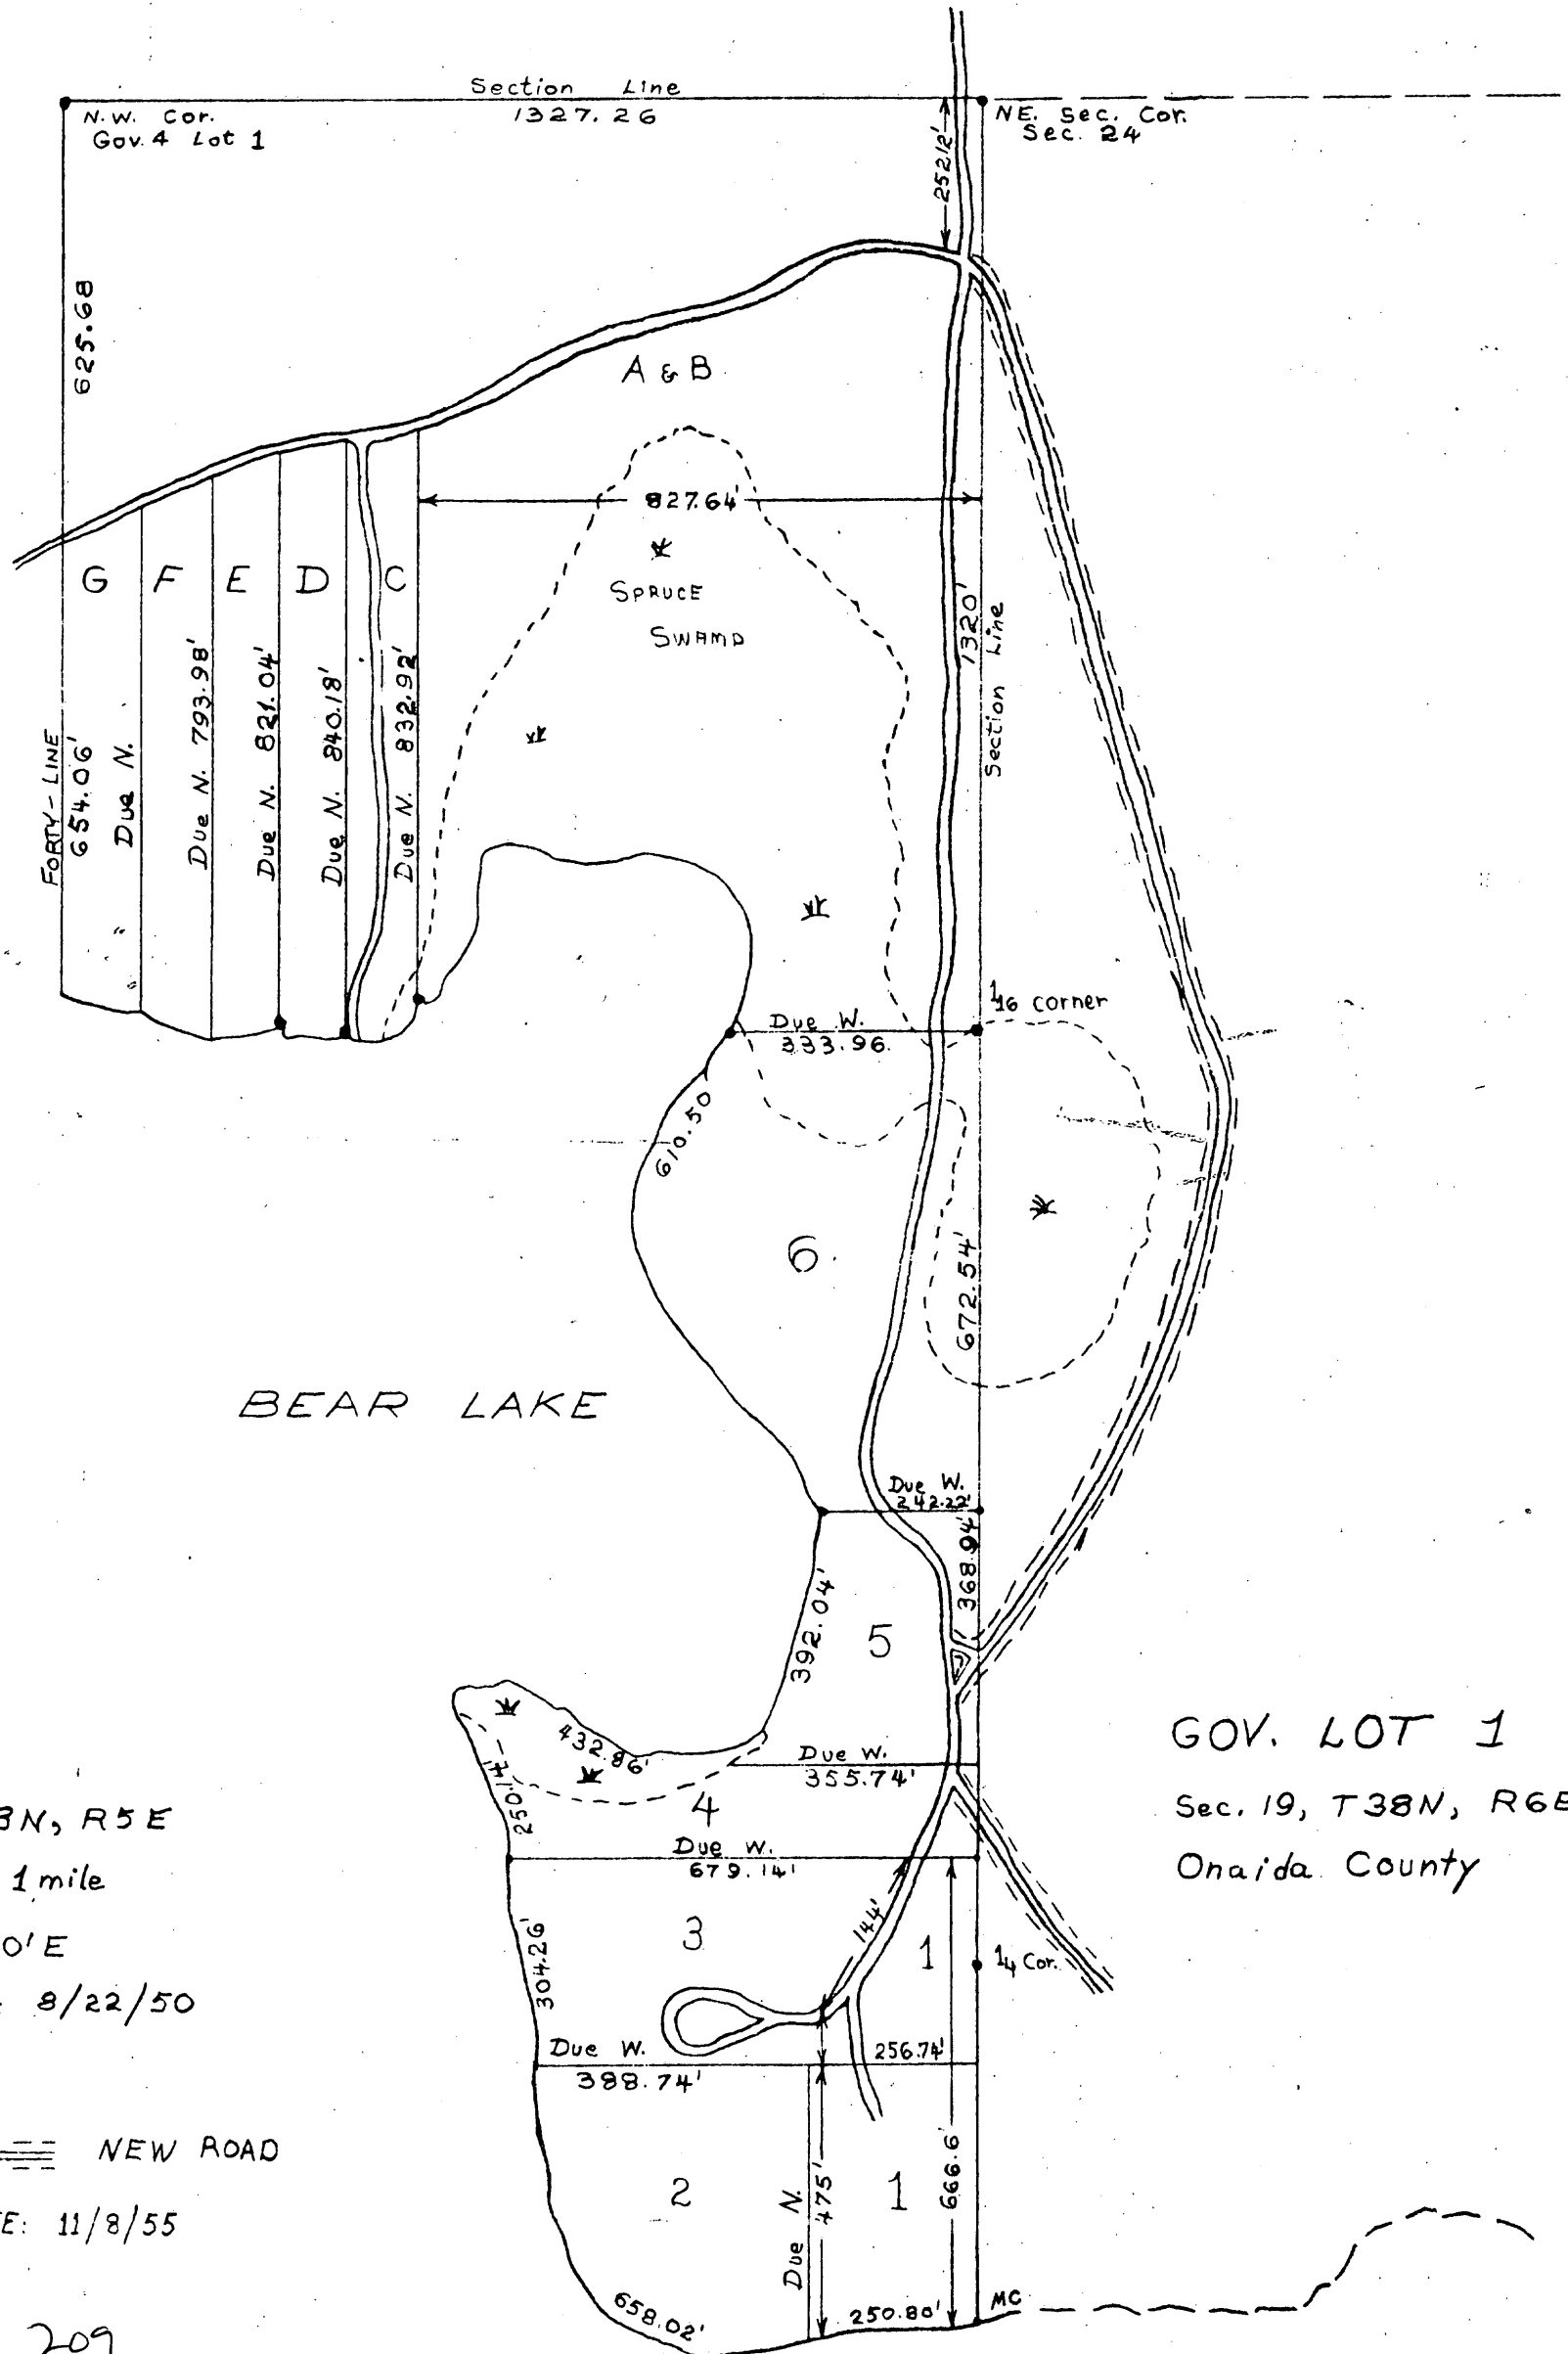 Section Line
1327.26
N.W. Cor.
Gov. 4 Lot 1
NE. Sec. Cor.
Sec. 24
252.12'
625.68
A & B
827.64'
SPRUCE
SWAMP
G
F
E
D
C
FORTY-LINE
654.06'
Due N.
Due N. 793.98'
Due N. 821.04'
Due N. 840.18'
Due N. 832.92'
1320'
Section Line
1/16 corner
Due W.
333.96
610.50
6
672.54'
BEAR LAKE
Due W.
242.22'
368.94'
392.04'
5
432.86'
250.14'
Due W.
355.74'
4
Due W.
679.14'
GOV. LOT 1
Sec. 19, T38N, R6E
Onaida County
3N, R5E
1 mile
0'E
: 8/22/50
3
304.26'
144'
1
1/4 Cor.
Due W.
388.74'
256.74'
NEW ROAD
E: 11/8/55
2
Due N.
475'
1
666.6'
658.02'
250.80'
MC
209